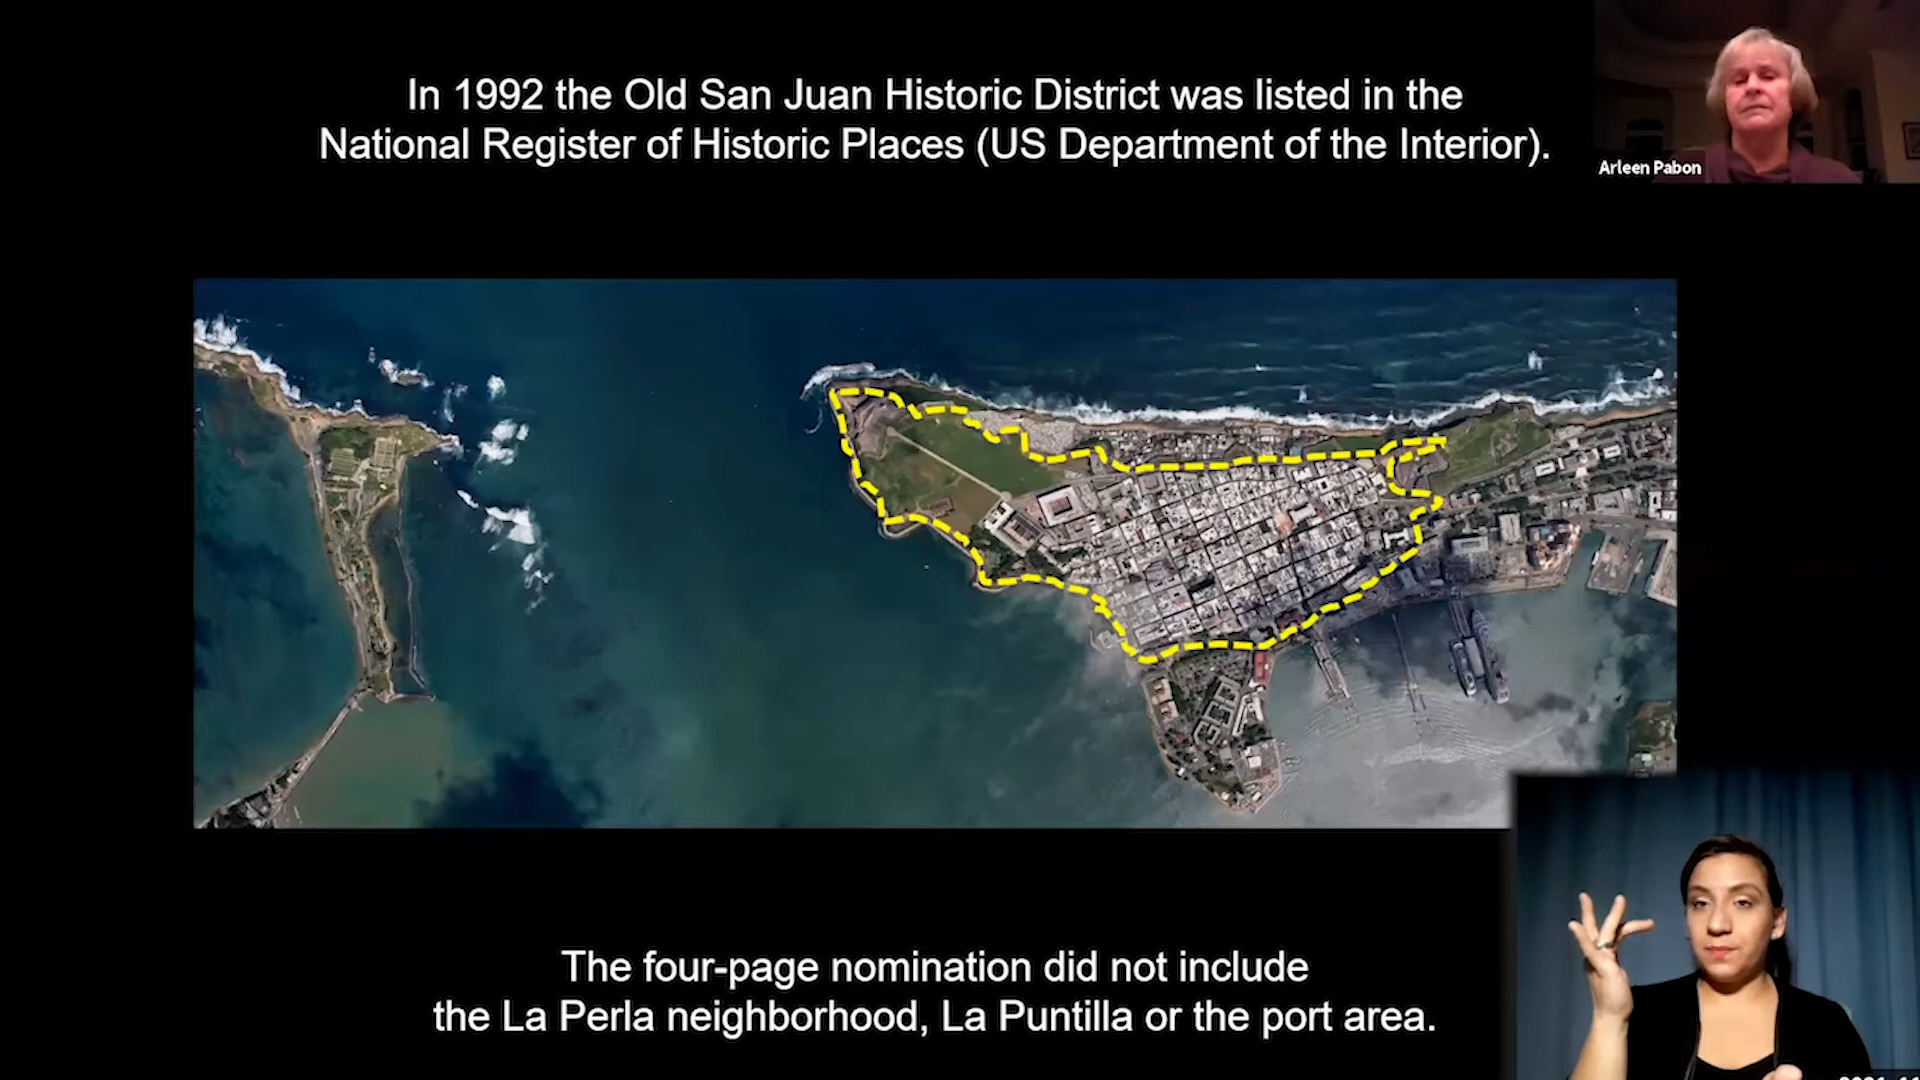 In 1992 the Old San Juan Historic District was listed in the
National Register of Historic Places (US Department of the Interior).
Arleen Pabon
The four-page nomination did not include
the La Perla neighborhood, La Puntilla or the port area.